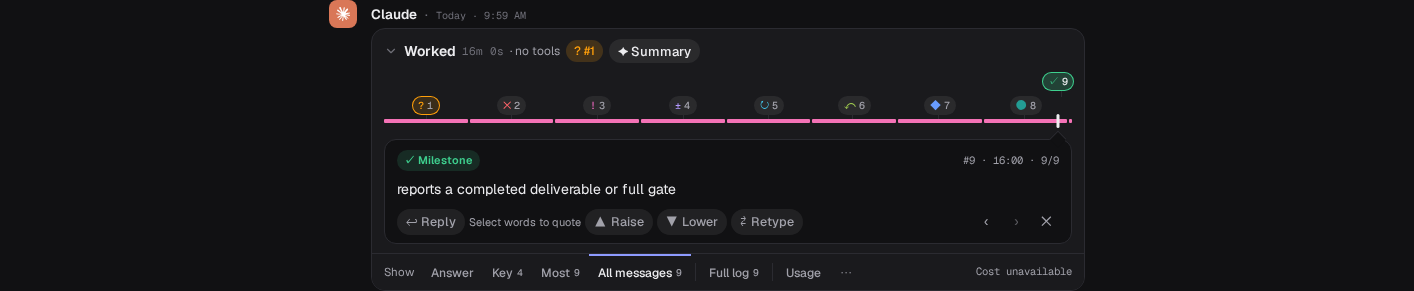 Claude · Today · 9:59 AM
Worked 16m 0s · no tools ? #1 ✦ Summary
✓ 9
? 1 ✕ 2 ! 3 ± 4 ↻ 5 ↶ 6 ◆ 7 ● 8
✓ Milestone #9 · 16:00 · 9/9
reports a completed deliverable or full gate
↩ Reply Select words to quote ▲ Raise ▼ Lower ⇄ Retype ‹ › ✕
Show Answer Key 4 Most 9 All messages 9 Full log 9 Usage ··· Cost unavailable